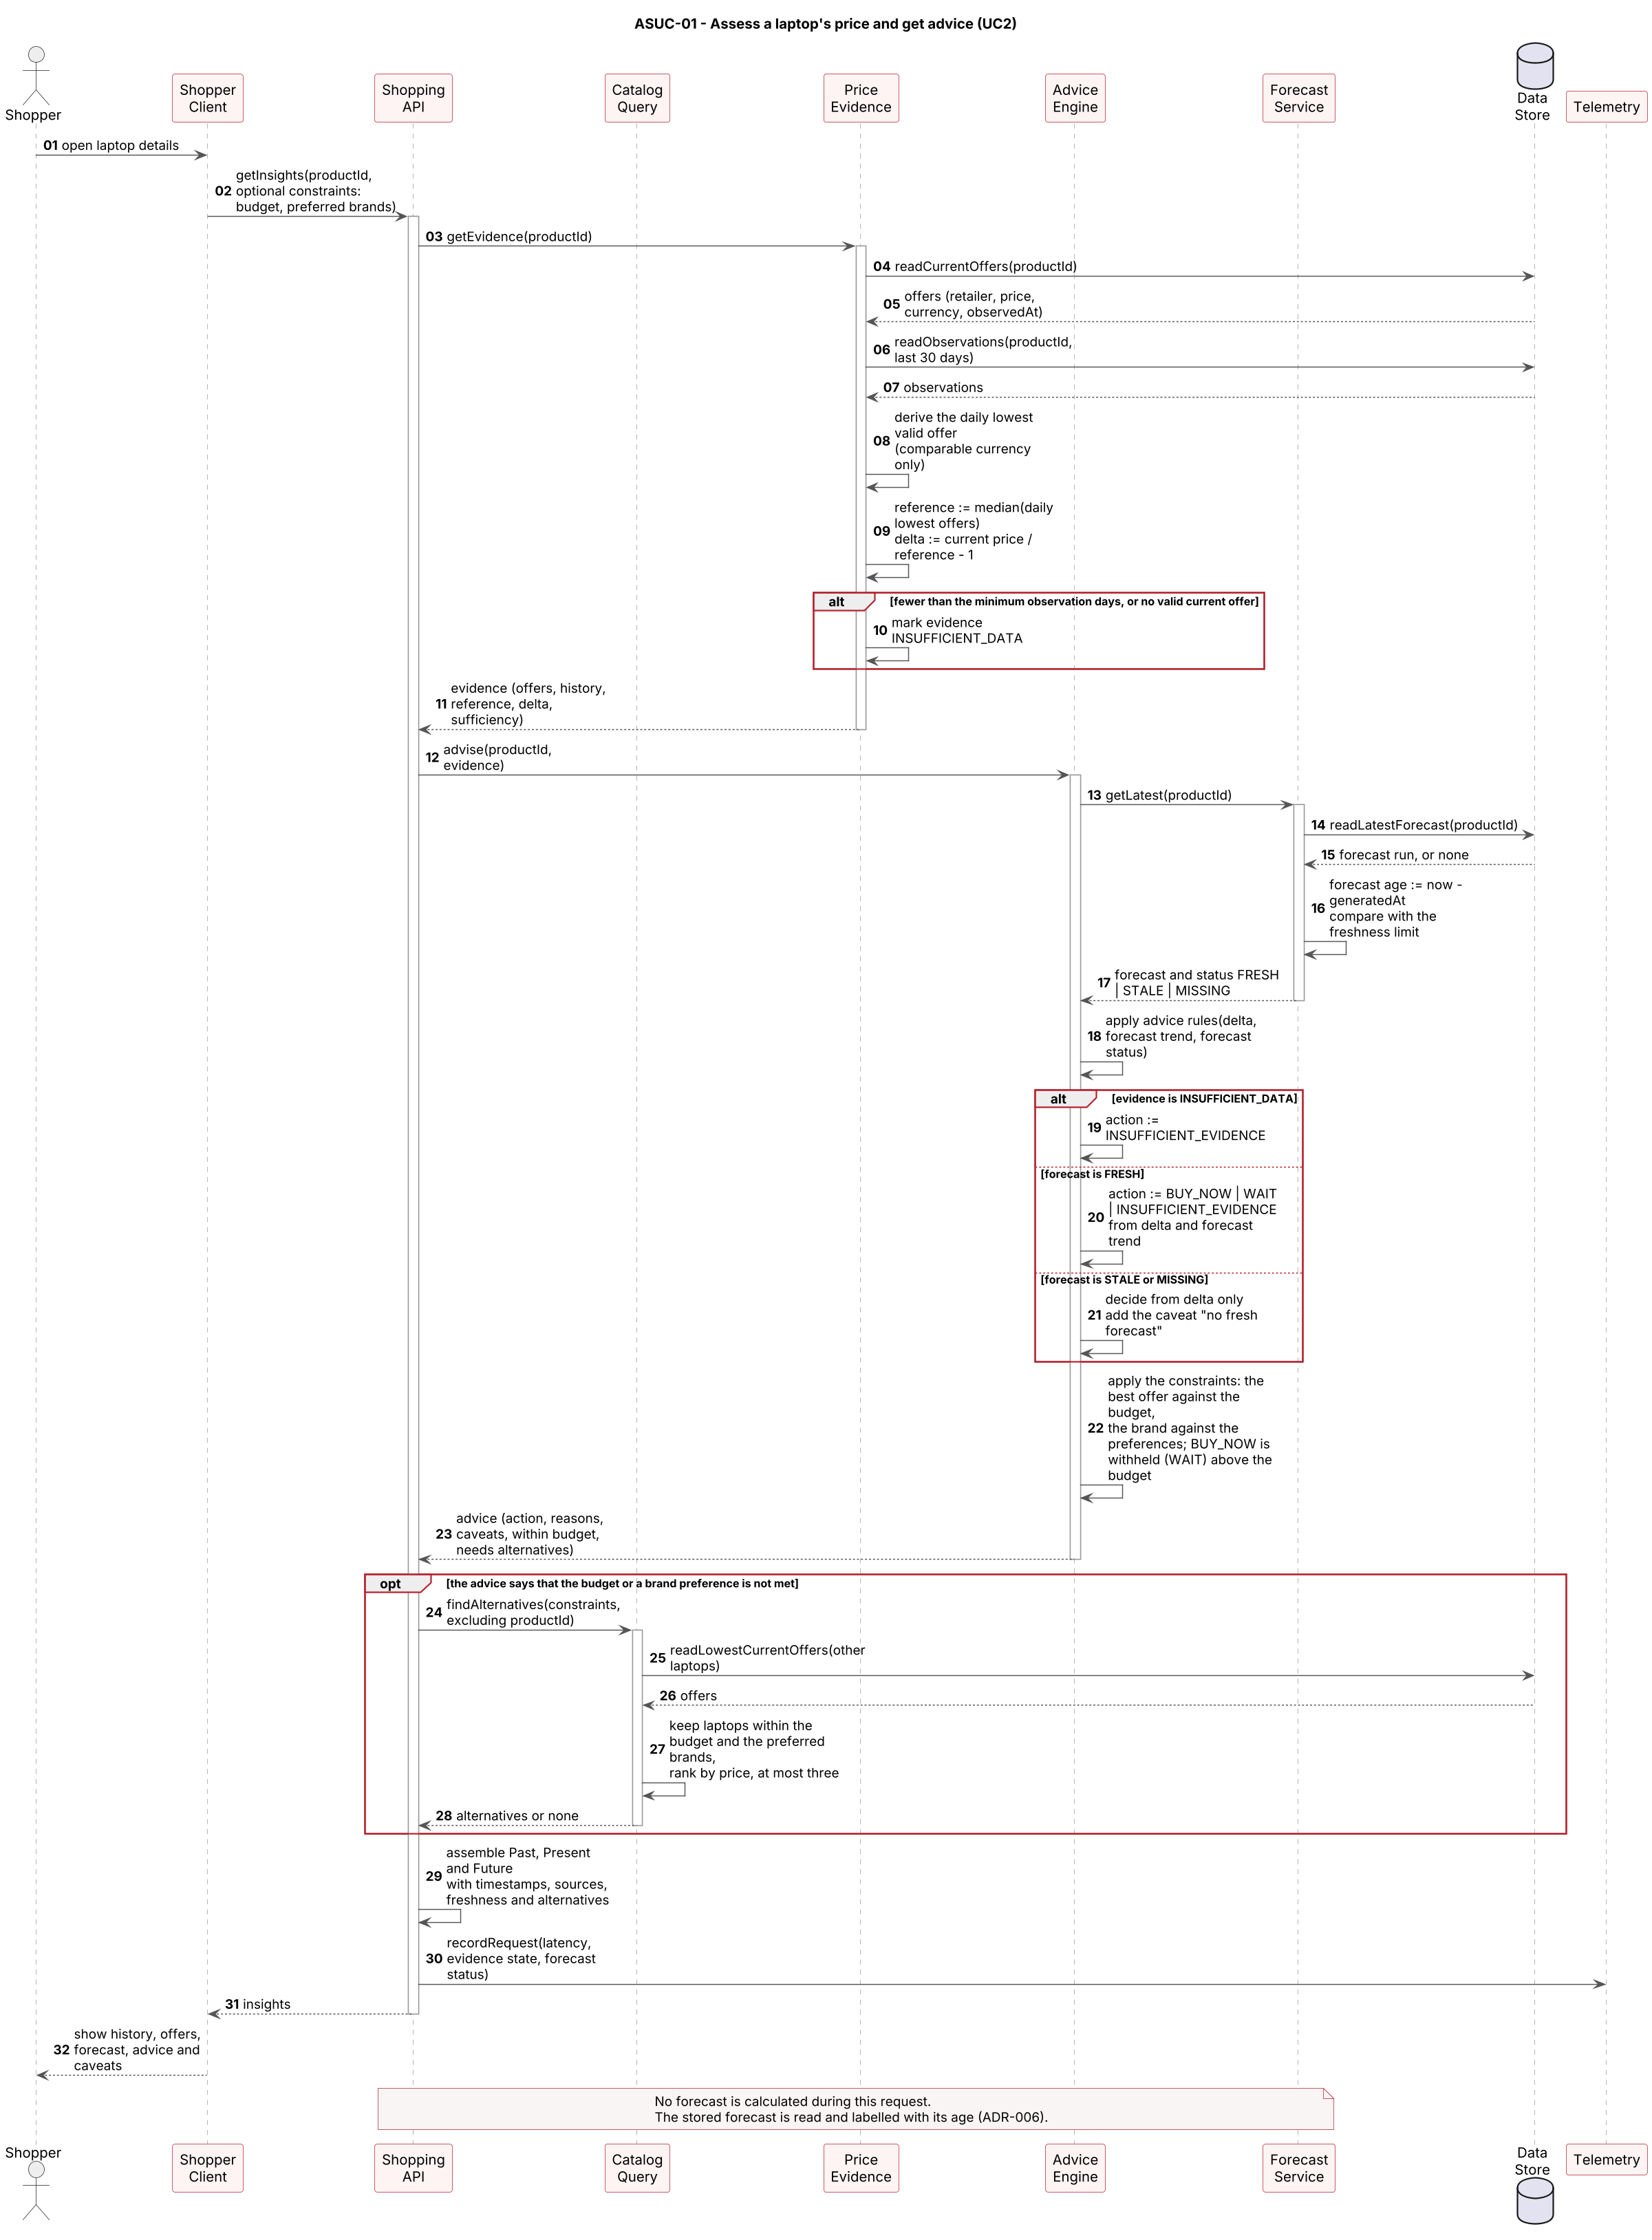 ASUC-01 - Assess a laptop's price and get advice (UC2)
Shopper
Shopper
Client
Shopping
API
Catalog
Query
Price
Evidence
Advice
Engine
Forecast
Service
Data
Store
Telemetry
01 open laptop details
02 getInsights(productId,
optional constraints:
budget, preferred brands)
03 getEvidence(productId)
04 readCurrentOffers(productId)
05 offers (retailer, price,
currency, observedAt)
06 readObservations(productId,
last 30 days)
07 observations
08 derive the daily lowest
valid offer
(comparable currency
only)
09 reference := median(daily
lowest offers)
delta := current price /
reference - 1
alt [fewer than the minimum observation days, or no valid current offer]
10 mark evidence
INSUFFICIENT_DATA
11 evidence (offers, history,
reference, delta,
sufficiency)
12 advise(productId,
evidence)
13 getLatest(productId)
14 readLatestForecast(productId)
15 forecast run, or none
16 forecast age := now -
generatedAt
compare with the
freshness limit
17 forecast and status FRESH
| STALE | MISSING
18 apply advice rules(delta,
forecast trend, forecast
status)
alt [evidence is INSUFFICIENT_DATA]
19 action :=
INSUFFICIENT_EVIDENCE
[forecast is FRESH]
20 action := BUY_NOW | WAIT
| INSUFFICIENT_EVIDENCE
from delta and forecast
trend
[forecast is STALE or MISSING]
21 decide from delta only
add the caveat "no fresh
forecast"
22 apply the constraints: the
best offer against the
budget,
the brand against the
preferences; BUY_NOW is
withheld (WAIT) above the
budget
23 advice (action, reasons,
caveats, within budget,
needs alternatives)
opt [the advice says that the budget or a brand preference is not met]
24 findAlternatives(constraints,
excluding productId)
25 readLowestCurrentOffers(other
laptops)
26 offers
27 keep laptops within the
budget and the preferred
brands,
rank by price, at most three
28 alternatives or none
29 assemble Past, Present
and Future
with timestamps, sources,
freshness and alternatives
30 recordRequest(latency,
evidence state, forecast
status)
31 insights
32 show history, offers,
forecast, advice and
caveats
No forecast is calculated during this request.
The stored forecast is read and labelled with its age (ADR-006).
Shopper
Shopper
Client
Shopping
API
Catalog
Query
Price
Evidence
Advice
Engine
Forecast
Service
Data
Store
Telemetry